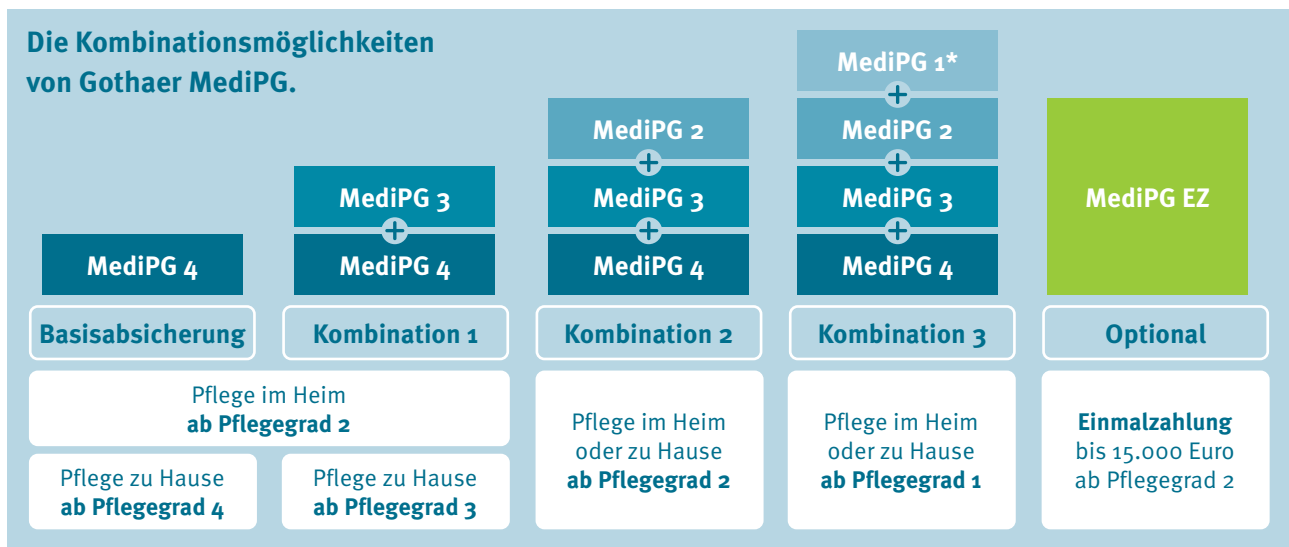 Die Kombinationsmöglichkeiten
von Gothaer MediPG.
MediPG 4
Basisabsicherung
MediPG 3
+
MediPG 4
Kombination 1
Pflege im Heim
ab Pflegegrad 2
Pflege zu Hause
ab Pflegegrad 4
Pflege zu Hause
ab Pflegegrad 3
MediPG 2
+
MediPG 3
+
MediPG 4
Kombination 2
Pflege im Heim
oder zu Hause
ab Pflegegrad 2
MediPG 1*
+
MediPG 2
+
MediPG 3
+
MediPG 4
Kombination 3
Pflege im Heim
oder zu Hause
ab Pflegegrad 1
MediPG EZ
Optional
Einmalzahlung
bis 15.000 Euro
ab Pflegegrad 2